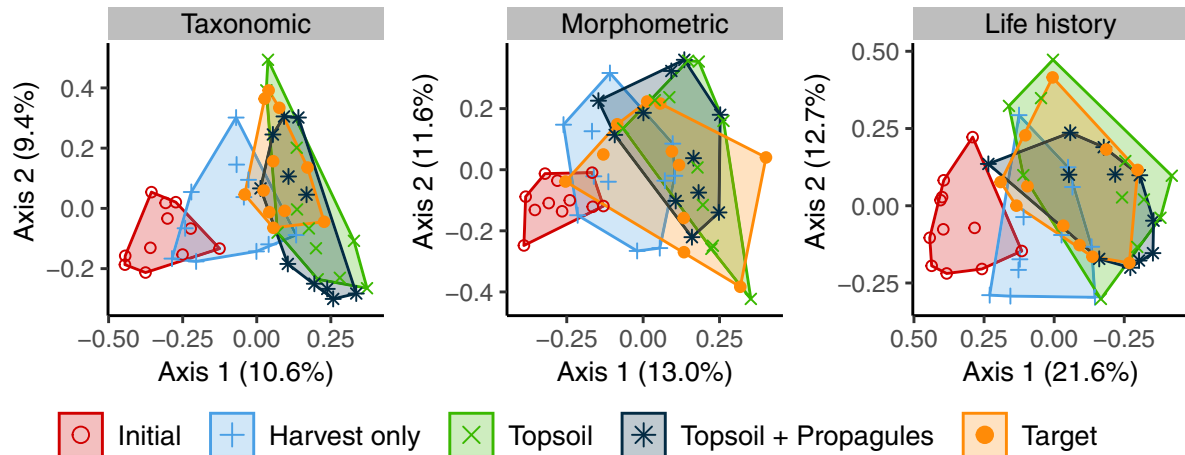 Taxonomic Morphometric Life history
Axis 2 (9.4%)
0.4
0.2
0.0
−0.2
−0.50 −0.25 0.00 0.25
Axis 1 (10.6%)
Axis 2 (11.6%)
0.2
0.0
−0.2
−0.4
−0.25 0.00 0.25
Axis 1 (13.0%)
Axis 2 (12.7%)
0.50
0.25
0.00
−0.25
0.50 0.25 0.00 −0.25
Axis 1 (21.6%)
Initial Harvest only Topsoil Topsoil + Propagules Target